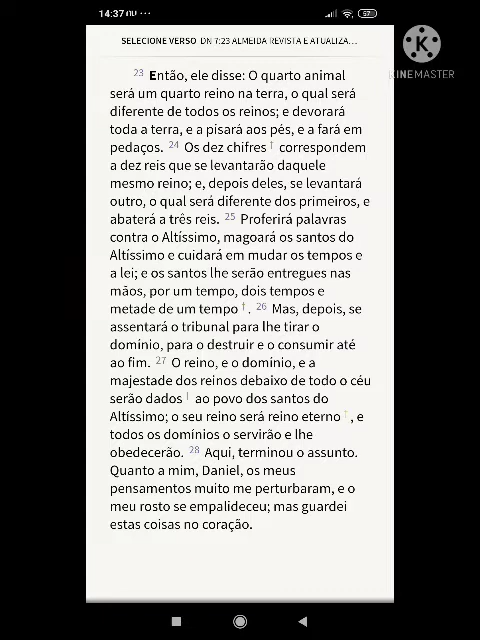 14:37
57
SELECIONE VERSO DN 7:23 ALMEIDA REVISTA E ATUALIZA...
KINEMASTER
23 Então, ele disse: O quarto animal
será um quarto reino na terra, o qual será
diferente de todos os reinos; e devorará
toda a terra, e a pisará aos pés, e a fará em
pedaços. 24 Os dez chifres † correspondem
a dez reis que se levantarão daquele
mesmo reino; e, depois deles, se levantará
outro, o qual será diferente dos primeiros, e
abaterá a três reis. 25 Proferirá palavras
contra o Altíssimo, magoará os santos do
Altíssimo e cuidará em mudar os tempos e
a lei; e os santos lhe serão entregues nas
mãos, por um tempo, dois tempos e
metade de um tempo † . 26 Mas, depois, se
assentará o tribunal para lhe tirar o
domínio, para o destruir e o consumir até
ao fim. 27 O reino, e o domínio, e a
majestade dos reinos debaixo de todo o céu
serão dados † ao povo dos santos do
Altíssimo; o seu reino será reino eterno † , e
todos os domínios o servirão e lhe
obedecerão. 28 Aqui, terminou o assunto.
Quanto a mim, Daniel, os meus
pensamentos muito me perturbaram, e o
meu rosto se empalideceu; mas guardei
estas coisas no coração.